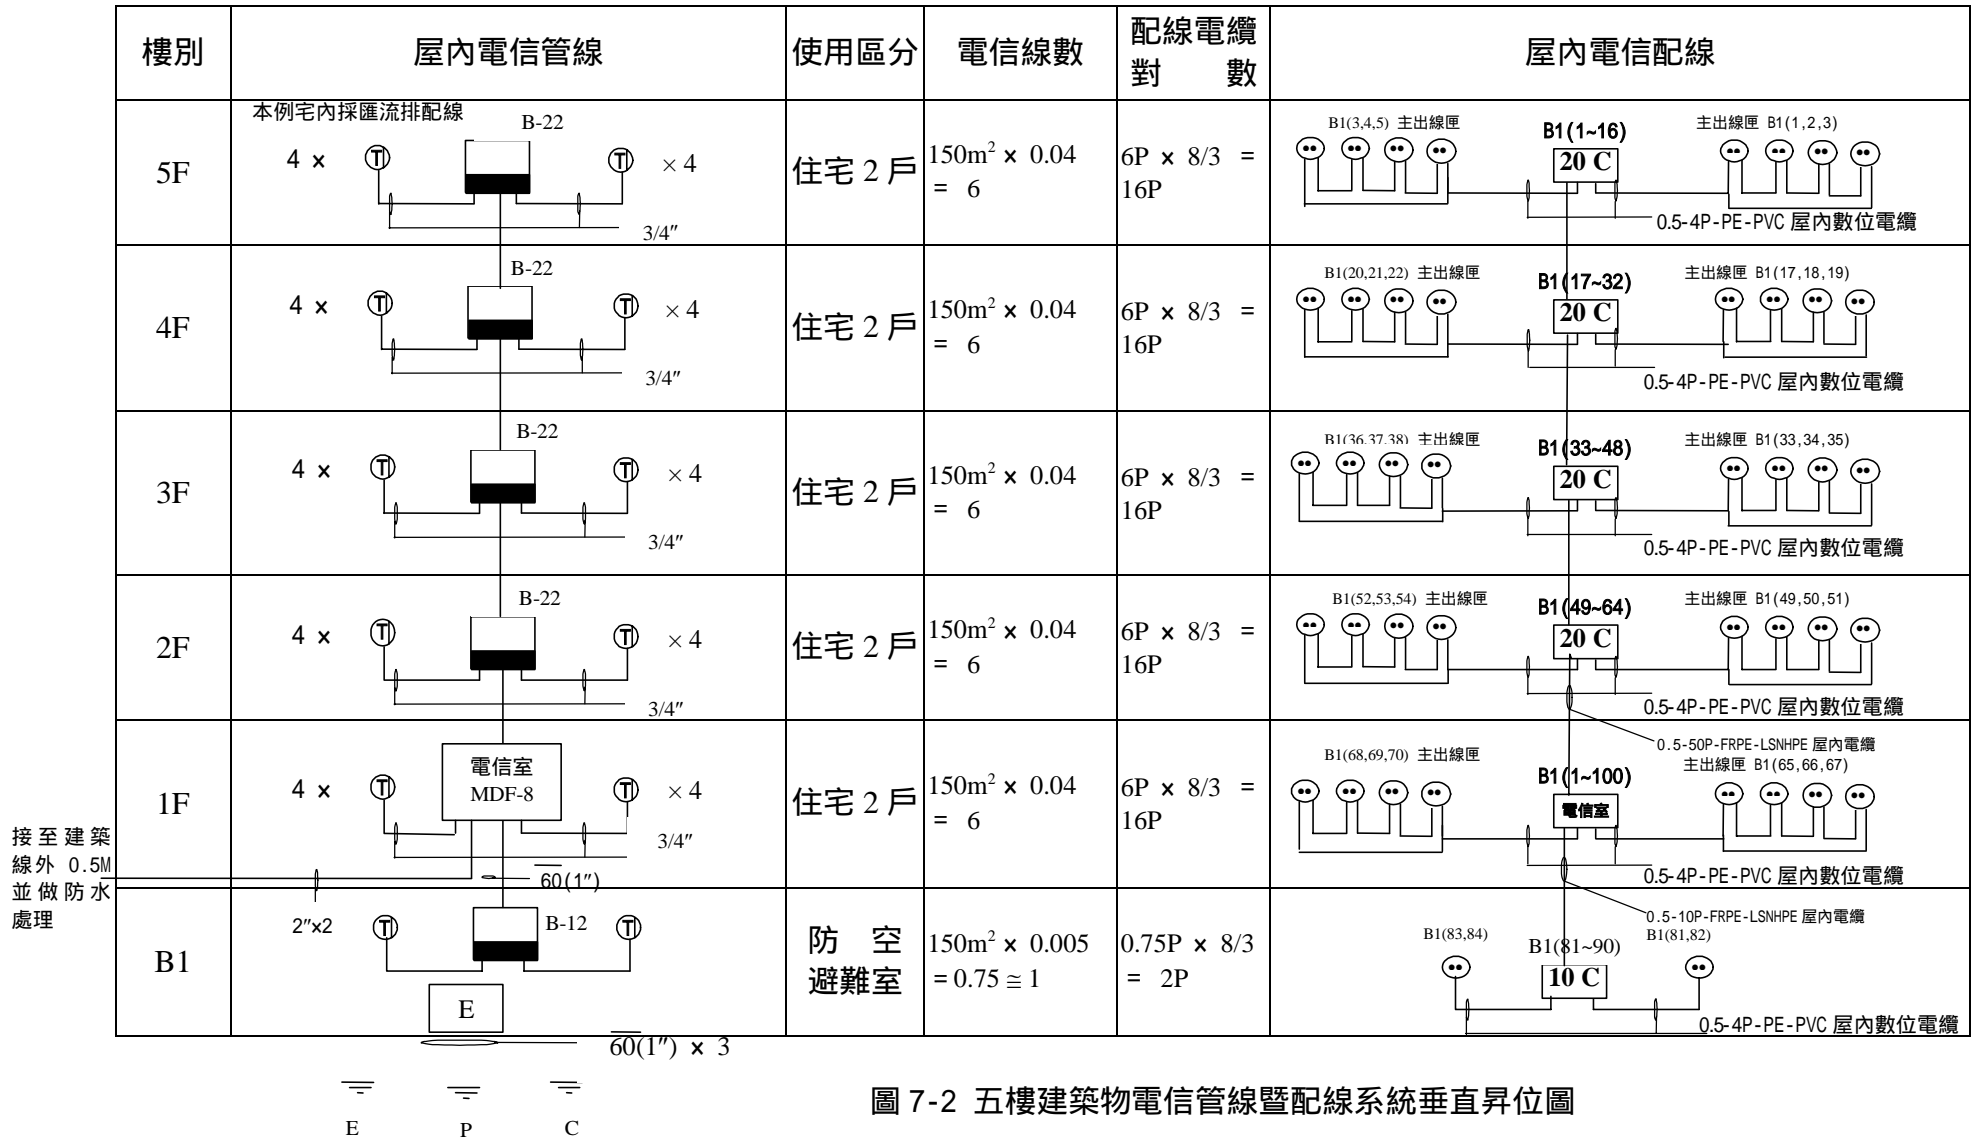 樓別 屋內電信管線 使用區分 電信線數 配線電纜 屋內電信配線
對 數
本例宅內採匯流排配線
5F
4 × T B-22 T × 4
3/4″
住宅 2 戶
150m² × 0.04
= 6
6P × 8/3 =
16P
B1(3,4,5) 主出線匣 B1(1~16) 主出線匣 B1(1,2,3)
20 C
0.5-4P-PE-PVC 屋內數位電纜
4F
4 × T B-22 T × 4
3/4″
住宅 2 戶
150m² × 0.04
= 6
6P × 8/3 =
16P
B1(20,21,22) 主出線匣 B1(17~32) 主出線匣 B1(17,18,19)
20 C
0.5-4P-PE-PVC 屋內數位電纜
3F
4 × T B-22 T × 4
3/4″
住宅 2 戶
150m² × 0.04
= 6
6P × 8/3 =
16P
B1(36,37,38) 主出線匣 B1(33~48) 主出線匣 B1(33,34,35)
20 C
0.5-4P-PE-PVC 屋內數位電纜
2F
4 × T B-22 T × 4
3/4″
住宅 2 戶
150m² × 0.04
= 6
6P × 8/3 =
16P
B1(52,53,54) 主出線匣 B1(49~64) 主出線匣 B1(49,50,51)
20 C
0.5-4P-PE-PVC 屋內數位電纜
0.5-50P-FRPE-LSNHPE 屋內電纜
1F
4 × T 電信室 T × 4
MDF-8
3/4″
60(1″)
住宅 2 戶
150m² × 0.04
= 6
6P × 8/3 =
16P
B1(68,69,70) 主出線匣 B1(1~100) 主出線匣 B1(65,66,67)
電信室
0.5-4P-PE-PVC 屋內數位電纜
0.5-10P-FRPE-LSNHPE 屋內電纜
接至建築
線外 0.5M
並做防水
處理
B1
2″×2 T B-12 T
E
防 空
避難室
150m² × 0.005
= 0.75 ≅ 1
0.75P × 8/3
= 2P
B1(83,84) B1(81~90) B1(81,82)
10 C
0.5-4P-PE-PVC 屋內數位電纜
60(1″) × 3
E P C
圖 7-2 五樓建築物電信管線暨配線系統垂直昇位圖